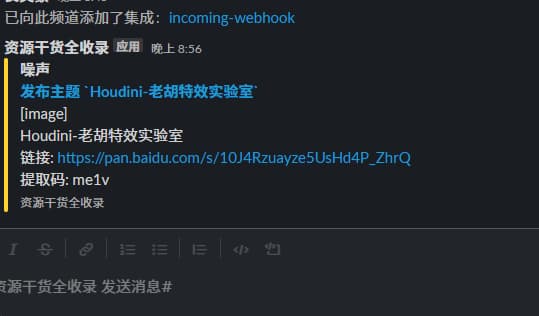 已向此频道添加了集成：incoming-webhook
资源干货全收录 应用 晚上 8:56
噪声
发布主题 `Houdini-老胡特效实验室`
[image]
Houdini-老胡特效实验室
链接: https://pan.baidu.com/s/10J4Rzuayze5UsHd4P_ZhrQ
提取码: me1v
资源干货全收录
资源干货全收录 发送消息#